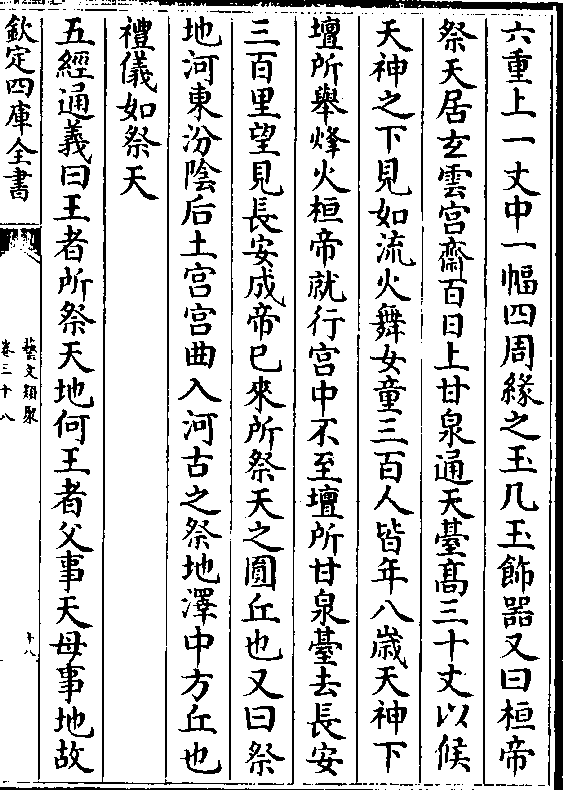 六重上一丈中一幅四周緣之玉几玉飾器又曰桓帝
祭天居玄雲宫齋百日上甘泉通天臺髙三十丈以候
天神之下見如流火舞女童三百人皆年八歳天神下
壇所舉烽火桓帝就行宫中不至壇所甘泉臺去長安
三百里望見長安成帝巳來所祭天之圓丘也又曰祭
地河東汾隂后土宫宫曲入河古之祭地澤中方丘也
禮儀如祭天
五經通義曰王者所祭天地何王者父事天母事地故
欽定四庫全書
藝文類聚
卷三十八
十八